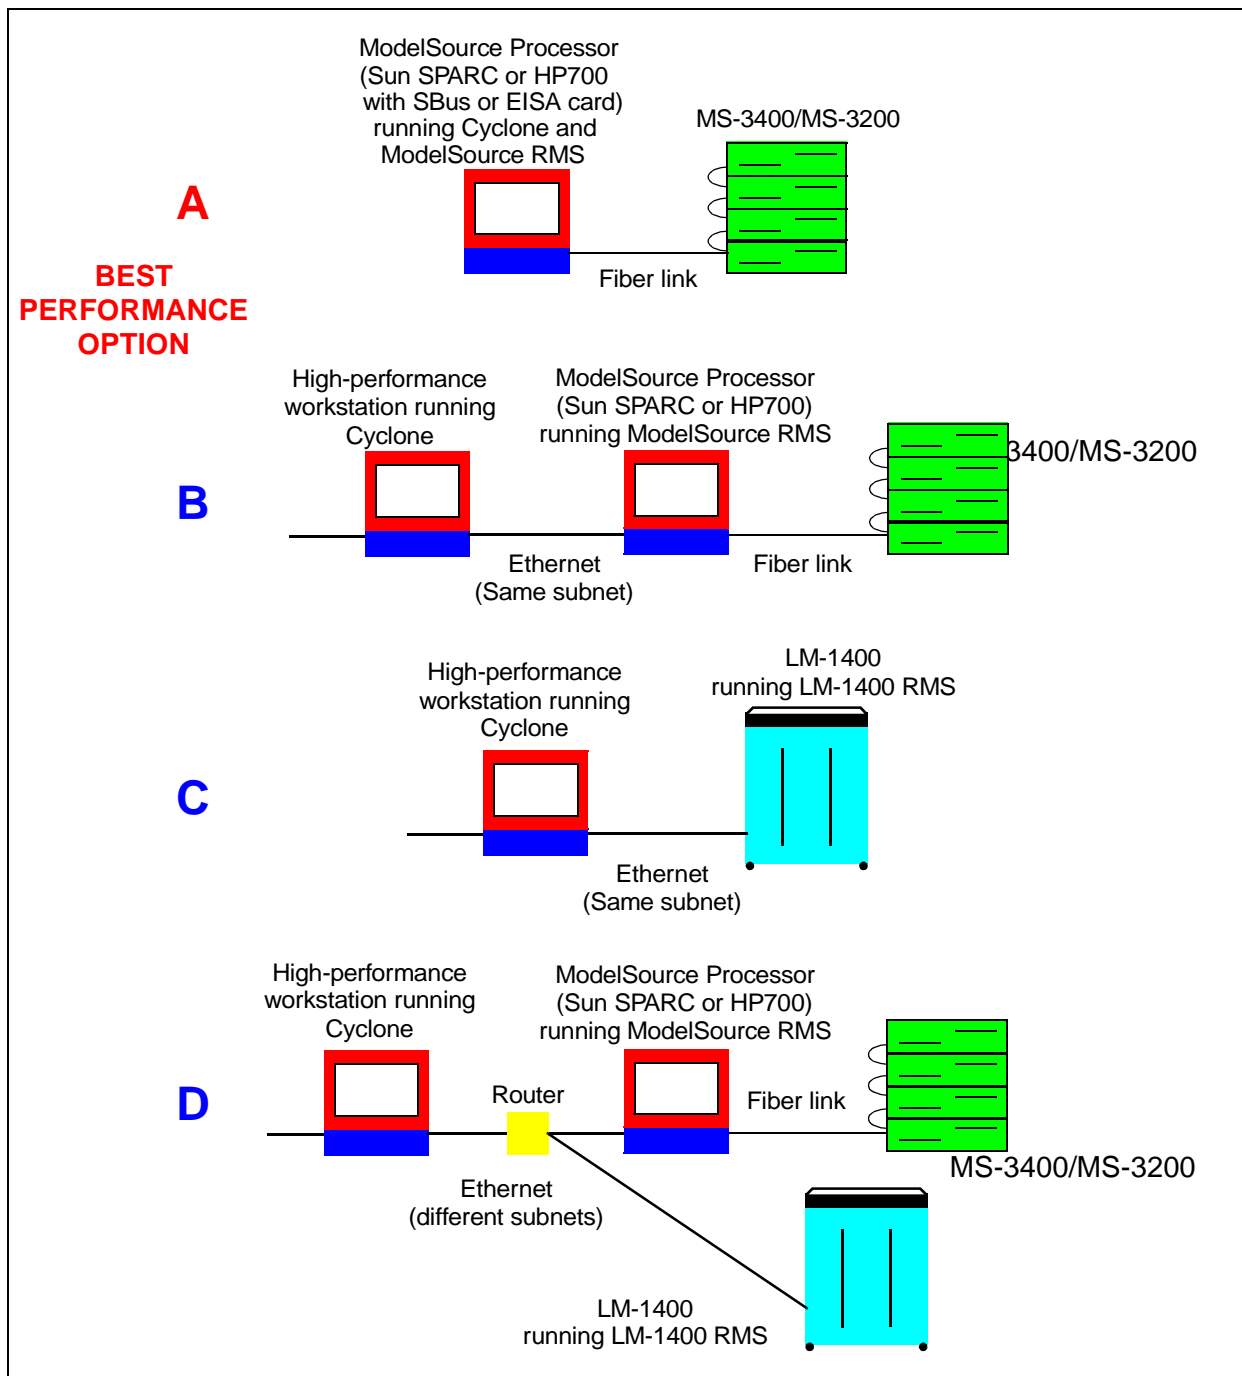 ModelSource Processor
(Sun SPARC or HP700
with SBus or EISA card)
running Cyclone and
ModelSource RMS
MS-3400/MS-3200
A
Fiber link
BEST
PERFORMANCE
OPTION
High-performance
workstation running
Cyclone
ModelSource Processor
(Sun SPARC or HP700)
running ModelSource RMS
3400/MS-3200
B
Ethernet
(Same subnet)
Fiber link
High-performance
workstation running
Cyclone
LM-1400
running LM-1400 RMS
C
Ethernet
(Same subnet)
High-performance
workstation running
Cyclone
ModelSource Processor
(Sun SPARC or HP700)
running ModelSource RMS
D
Router
Fiber link
MS-3400/MS-3200
Ethernet
(different subnets)
LM-1400
running LM-1400 RMS